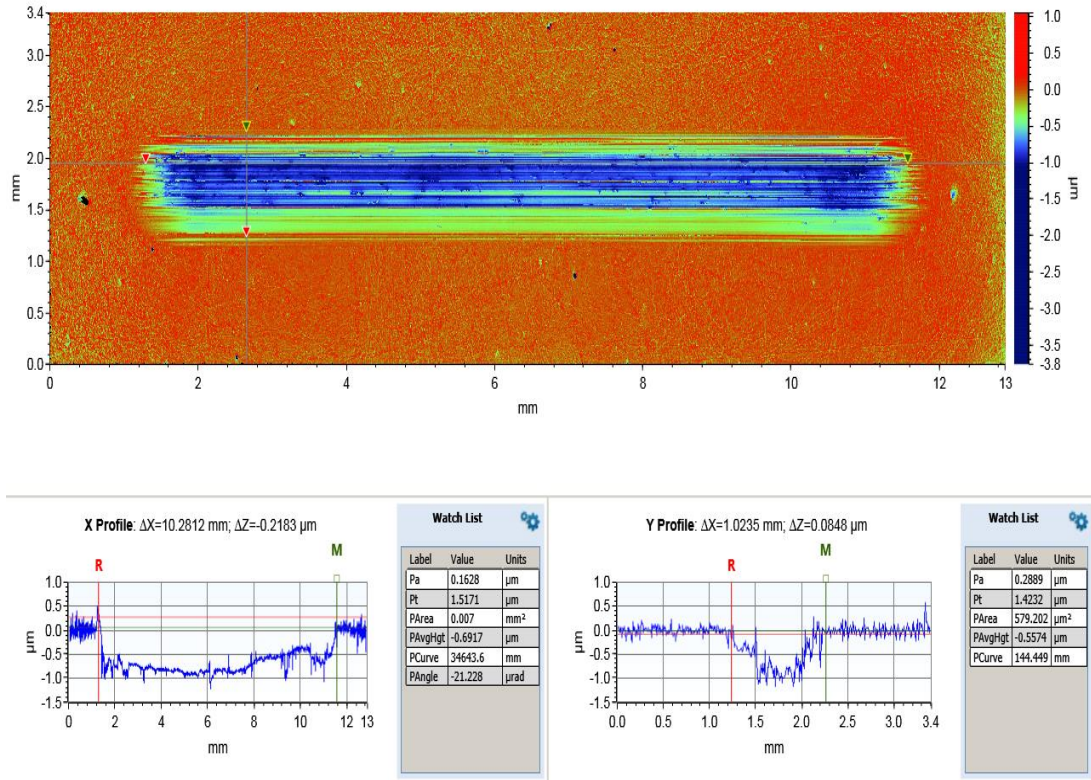 3.4
3.0
2.5
2.0
1.5
1.0
0.5
0.0
mm
0 2 4 6 8 10 12 13
mm
1.0
0.5
0.0
-0.5
-1.0
-1.5
-2.0
-2.5
-3.0
-3.5
-3.8
µm
X Profile: ΔX=10.2812 mm; ΔZ=-0.2183 µm
R M
1.0
0.5
0.0
-0.5
-1.0
-1.5
µm
0 2 4 6 8 10 12 13
mm
Watch List
Label Value Units
Pa 0.1628 µm
Pt 1.5171 µm
PArea 0.007 mm²
PAvgHgt -0.6917 µm
PCurve 34643.6 mm
PAngle -21.228 µrad
Y Profile: ΔX=1.0235 mm; ΔZ=0.0848 µm
R M
1.0
0.5
0.0
-0.5
-1.0
-1.5
µm
0.0 0.5 1.0 1.5 2.0 2.5 3.0 3.4
mm
Watch List
Label Value Units
Pa 0.2889 µm
Pt 1.4232 µm
PArea 579.202 µm²
PAvgHgt -0.5574 µm
PCurve 144.449 mm